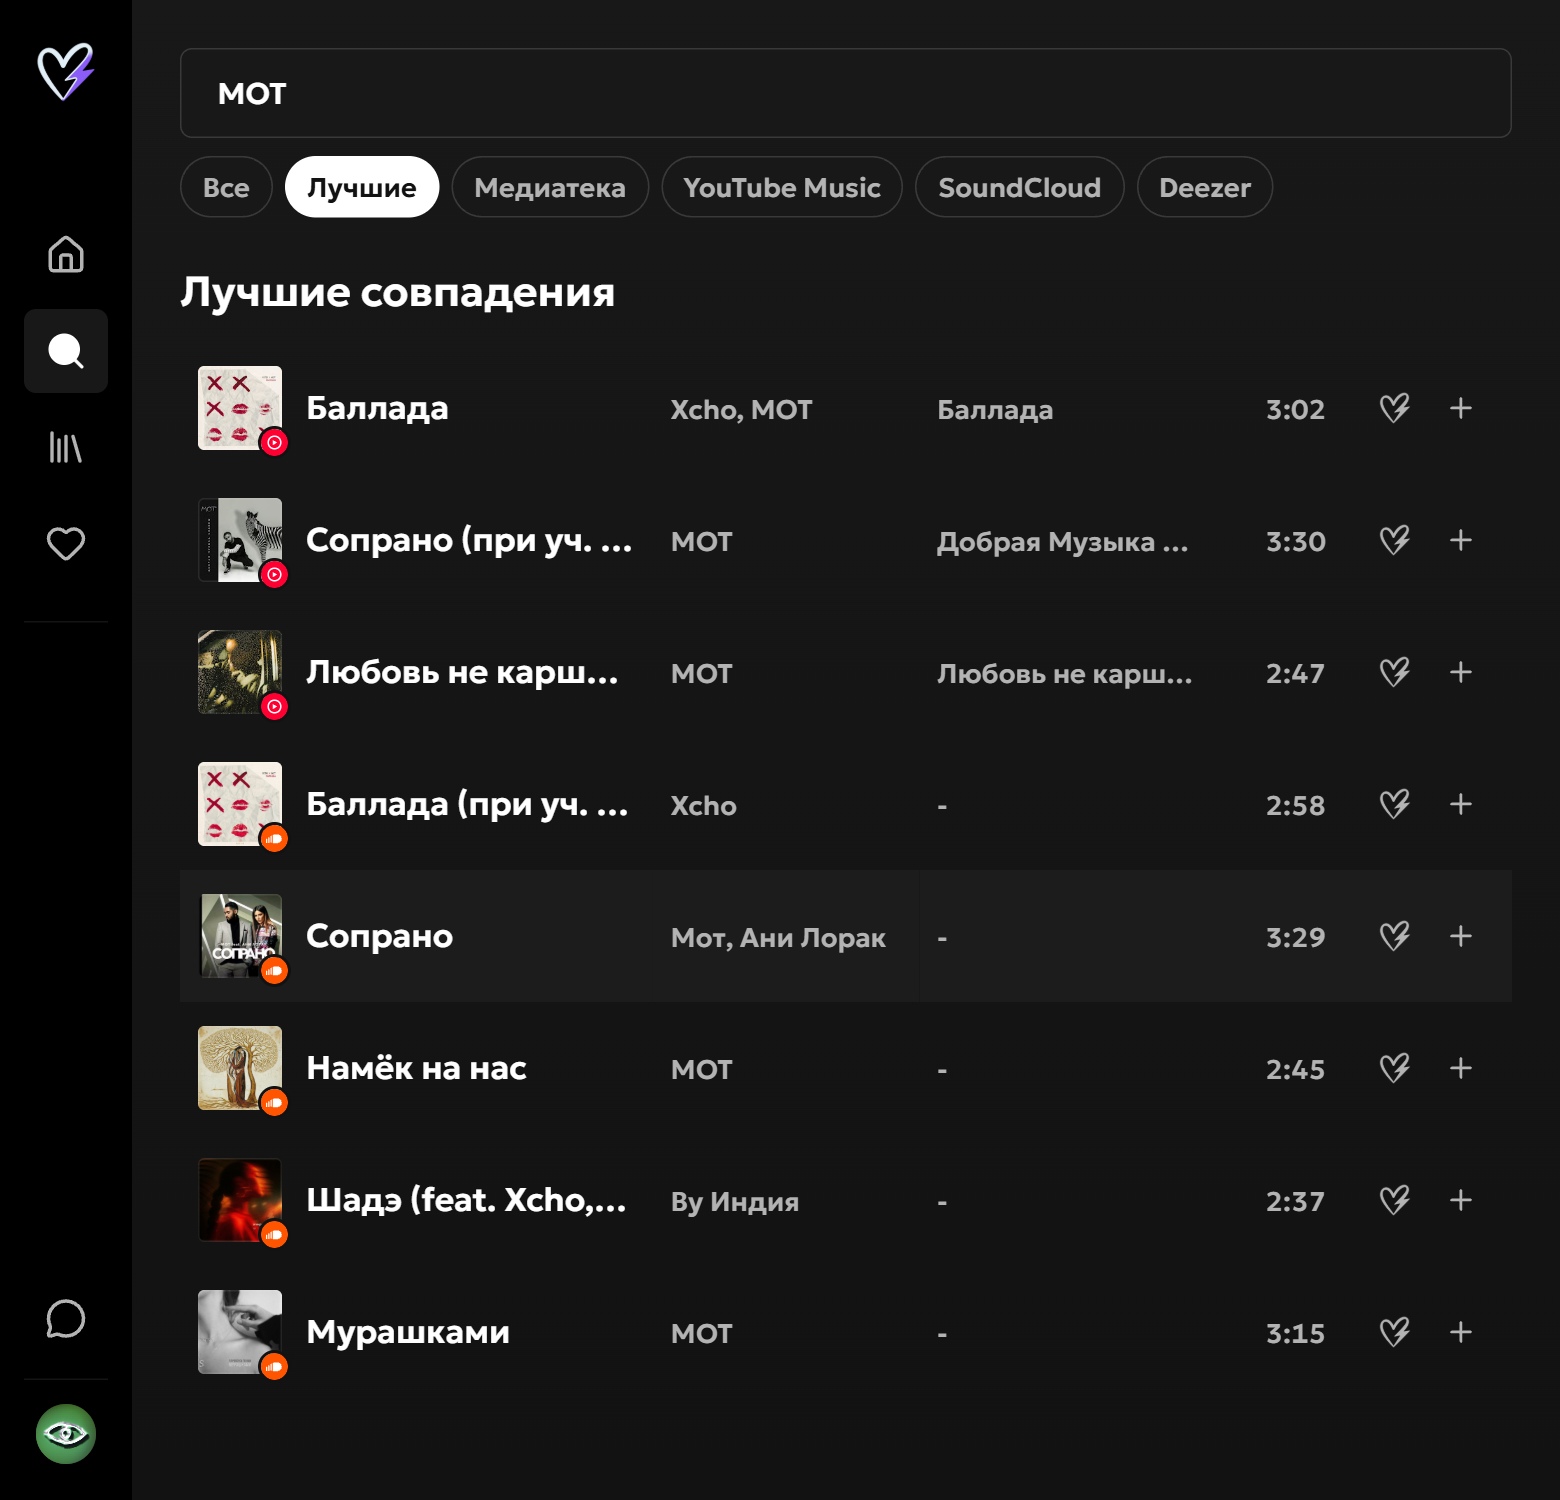 МОТ
Все Лучшие Медиатека YouTube Music SoundCloud Deezer
Лучшие совпадения
Баллада Xcho, МОТ Баллада 3:02
Сопрано (при уч. ... МОТ Добрая Музыка ... 3:30
Любовь не карш... МОТ Любовь не карш... 2:47
Баллада (при уч. ... Xcho - 2:58
СОПРАНО
Сопрано Мот, Ани Лорак - 3:29
Намёк на нас МОТ - 2:45
Шадэ (feat. Xcho,... By Индия - 2:37
Мурашками МОТ - 3:15